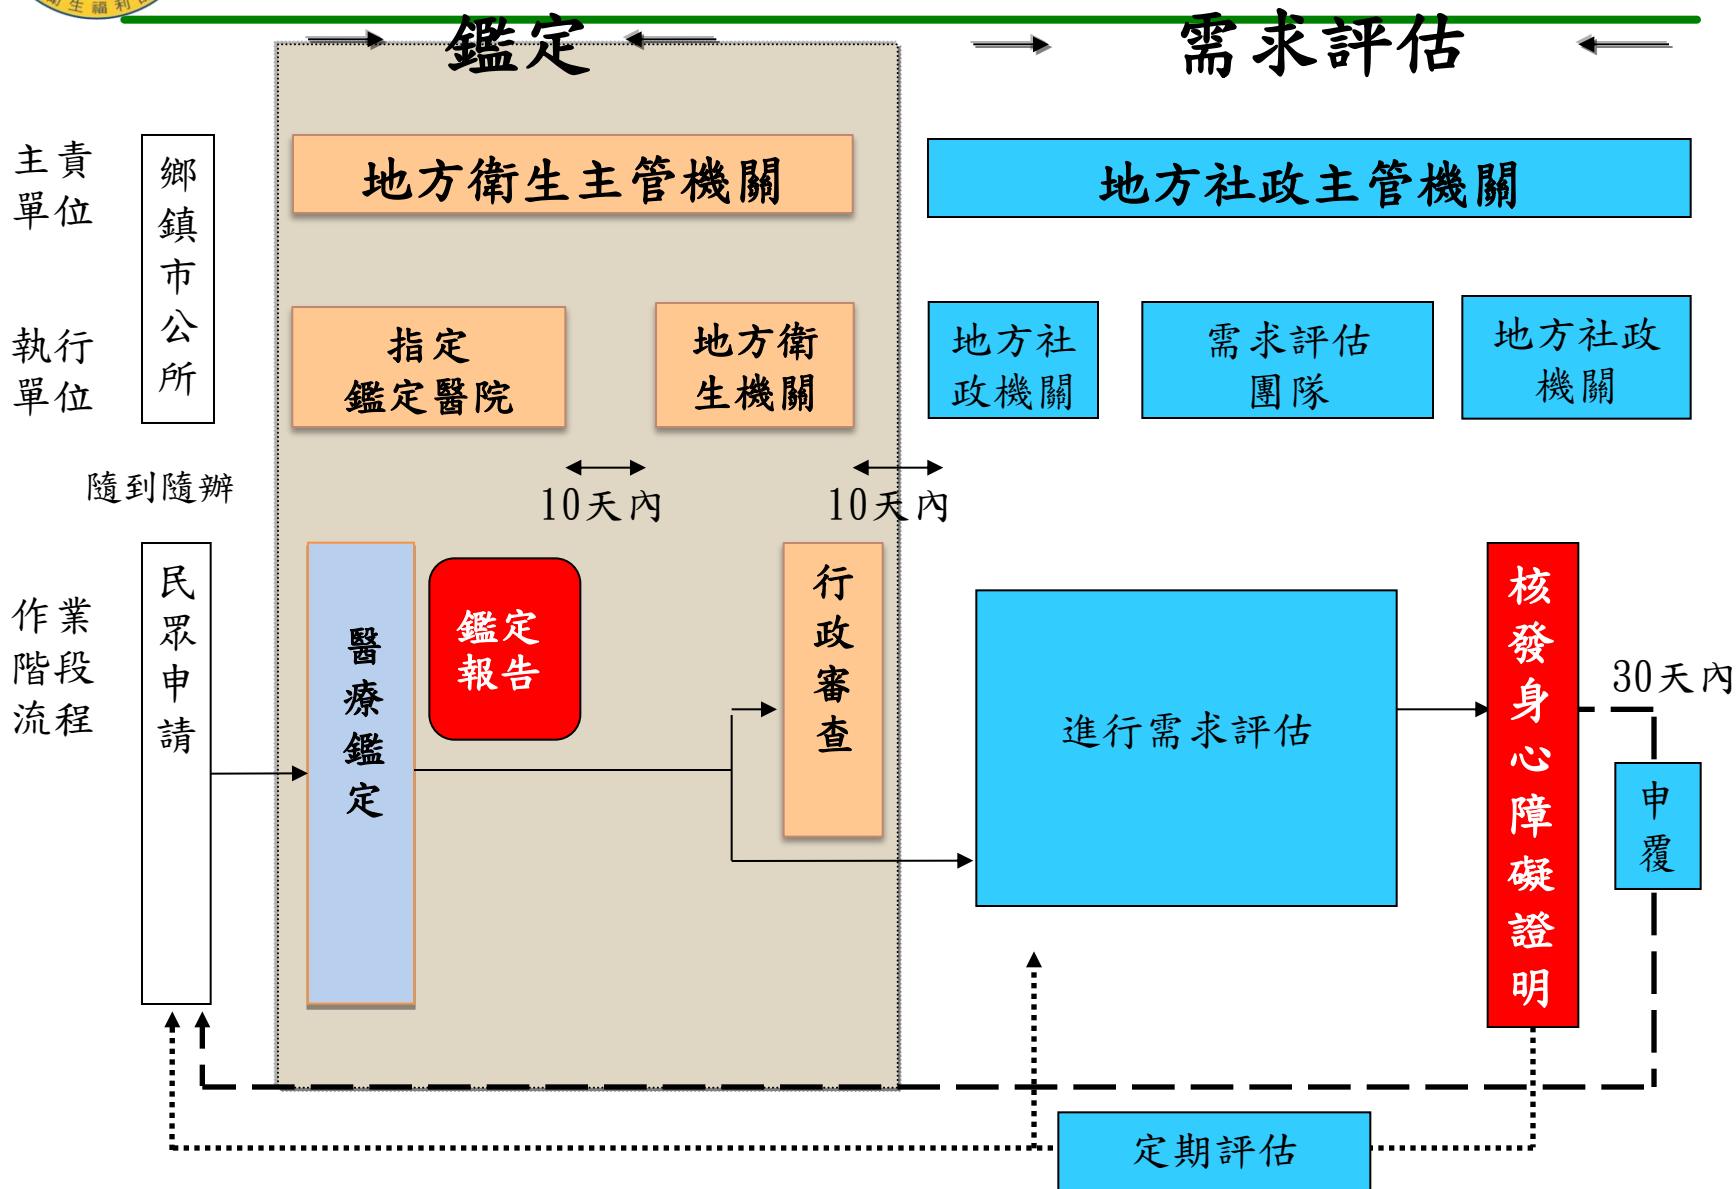 衛生福利部
鑑定
需求評估
主責
單位
鄉
鎮
市
公
所
地方衛生主管機關
地方社政主管機關
執行
單位
指定
鑑定醫院
地方衛
生機關
地方社
政機關
需求評估
團隊
地方社政
機關
隨到隨辦
10天內
10天內
作業
階段
流程
民
眾
申
請
醫
療
鑑
定
鑑定
報告
行
政
審
查
進行需求評估
核
發
身
心
障
礙
證
明
30天內
申
覆
定期評估